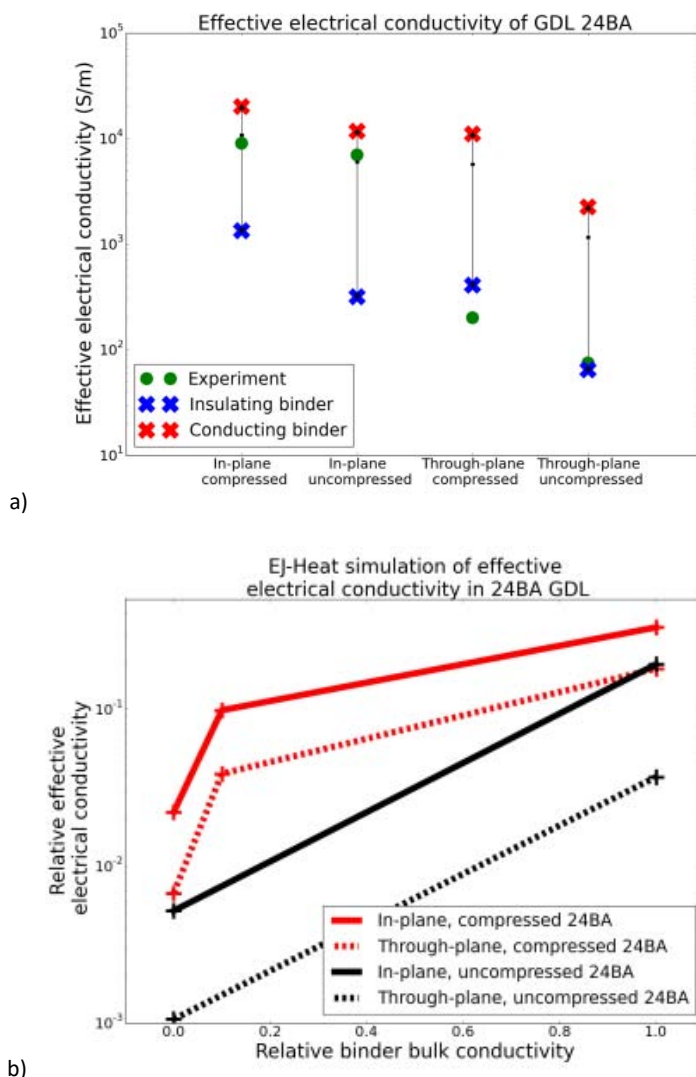 Effective electrical conductivity of GDL 24BA
Effective electrical conductivity (S/m)
10^5
10^4
10^3
10^2
10^1
Experiment
Insulating binder
Conducting binder
In-plane
compressed
In-plane
uncompressed
Through-plane
compressed
Through-plane
uncompressed
a)
EJ-Heat simulation of effective
electrical conductivity in 24BA GDL
Relative effective
electrical conductivity
10^-1
10^-2
10^-3
In-plane, compressed 24BA
Through-plane, compressed 24BA
In-plane, uncompressed 24BA
Through-plane, uncompressed 24BA
0.0 0.2 0.4 0.6 0.8 1.0
Relative binder bulk conductivity
b)